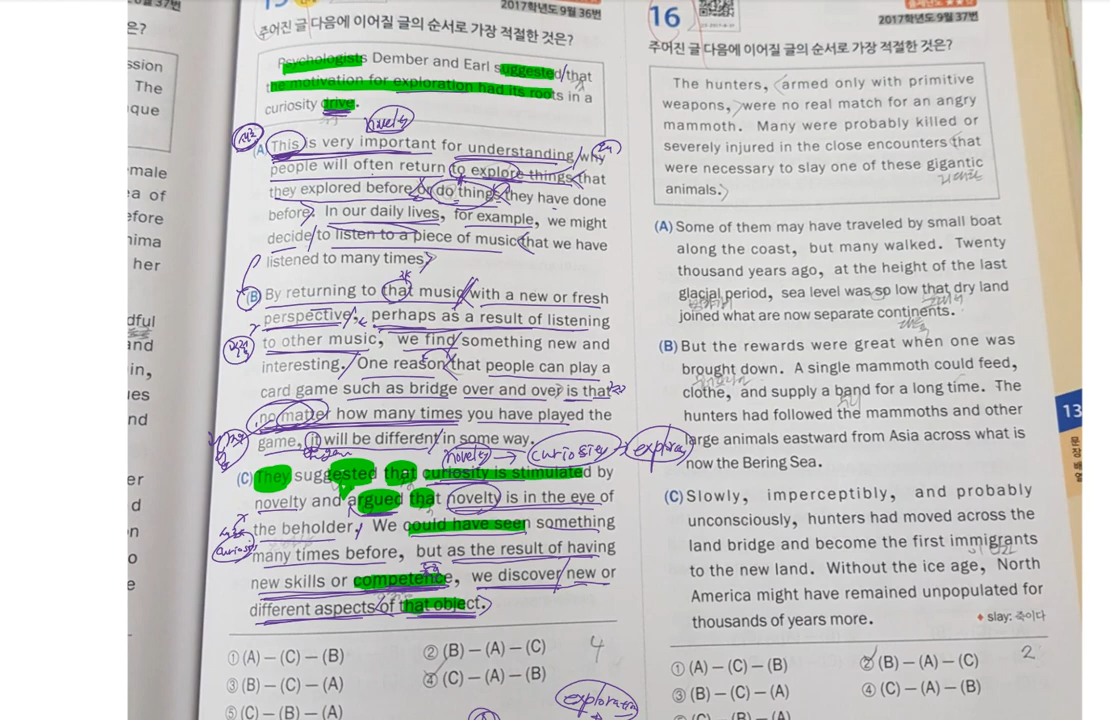 2017학년도 9월 36번
주어진 글 다음에 이어질 글의 순서로 가장 적절한 것은?
Psychologists Dember and Earl suggested that
the motivation for exploration had its roots in a
curiosity drive.
novelty
(A) This is very important for understanding why
people will often return to explore things that
they explored before or do things they have done
before. In our daily lives, for example, we might
decide to listen to a piece of music that we have
listened to many times.
(B) By returning to that music with a new or fresh
perspective, perhaps as a result of listening
to other music, we find something new and
interesting. One reason that people can play a
card game such as bridge over and over is that
no matter how many times you have played the
game, it will be different in some way.
novelty → curiosity → explora
(C) They suggested that curiosity is stimulated by
novelty and argued that novelty is in the eye of
the beholder. We could have seen something
many times before, but as the result of having
new skills or competence, we discover new or
different aspects of that object.
① (A) – (C) – (B)
② (B) – (A) – (C)
4
③ (B) – (C) – (A)
④ (C) – (A) – (B)
⑤ (C) – (B) – (A)
exploration
16
2017학년도 9월 37번
주어진 글 다음에 이어질 글의 순서로 가장 적절한 것은?
The hunters, armed only with primitive
weapons, were no real match for an angry
mammoth. Many were probably killed or
severely injured in the close encounters that
were necessary to slay one of these gigantic
거대한
animals.
(A) Some of them may have traveled by small boat
along the coast, but many walked. Twenty
thousand years ago, at the height of the last
glacial period, sea level was so low that dry land
joined what are now separate continents.
(B) But the rewards were great when one was
brought down. A single mammoth could feed,
clothe, and supply a band for a long time. The
hunters had followed the mammoths and other
large animals eastward from Asia across what is
now the Bering Sea.
(C) Slowly, imperceptibly, and probably
unconsciously, hunters had moved across the
land bridge and become the first immigrants
to the new land. Without the ice age, North
America might have remained unpopulated for
thousands of years more.
◆ slay: 죽이다
① (A) – (C) – (B)
② (B) – (A) – (C)
2
③ (B) – (C) – (A)
④ (C) – (A) – (B)
13
문장 배열